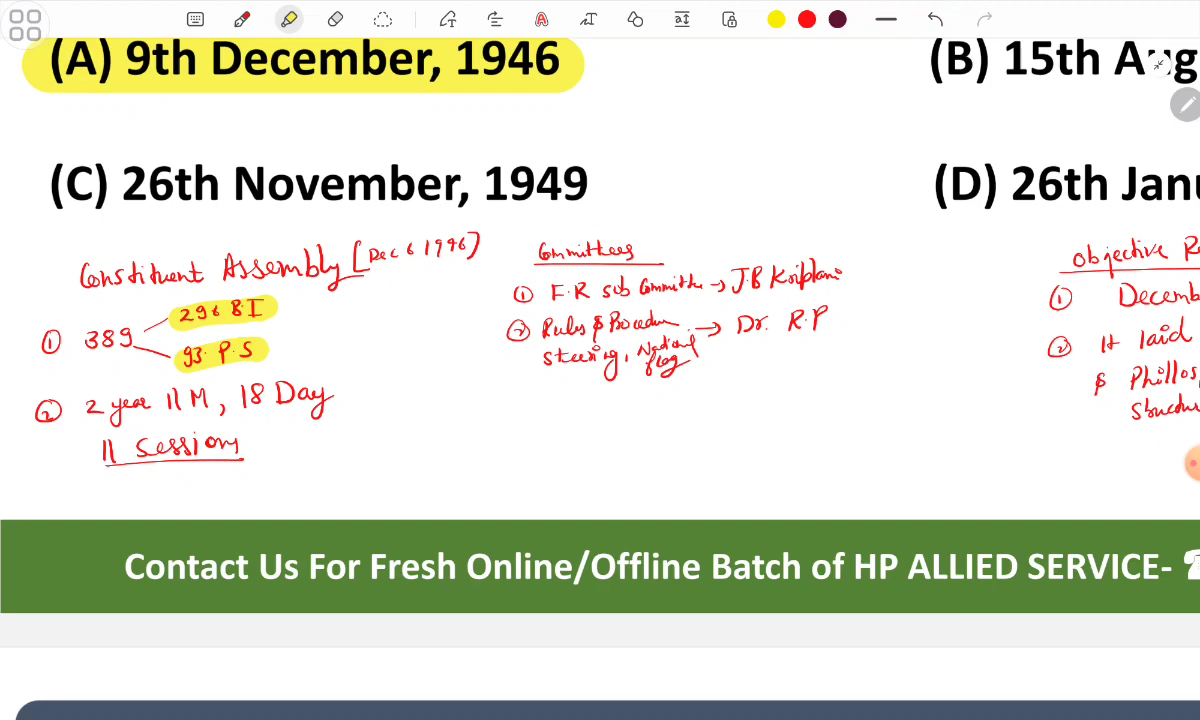 (A) 9th December, 1946
(B) 15th Aug
(C) 26th November, 1949
(D) 26th Janu
Constituent Assembly [Dec 6 1946]
① 389
296 B.I
93. P.S
② 2 year 11 M, 18 Day
11 Session
Committees
① F.R sub Committee → J.B Kriplani
② Rules & Procedure → Dr. R.P
steering, National flag
Objective R
① Decemb
② It laid
& Phillos
Structur
Contact Us For Fresh Online/Offline Batch of HP ALLIED SERVICE-